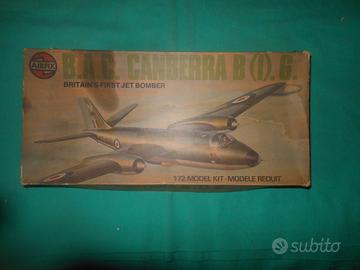 AIRFIX
B.A.C. CANBERRA B(I).6.
BRITAIN'S FIRST JET BOMBER
1:72 MODEL KIT - MODELE REDUIT
subito